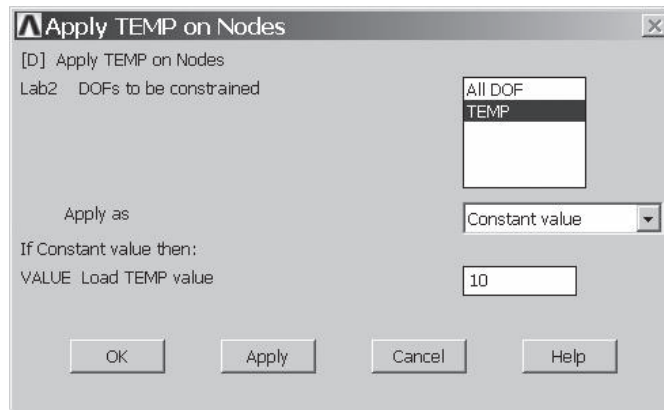 Apply TEMP on Nodes
[D] Apply TEMP on Nodes
Lab2 DOFs to be constrained
All DOF
TEMP
Apply as
Constant value
If Constant value then:
VALUE Load TEMP value
10
OK
Apply
Cancel
Help